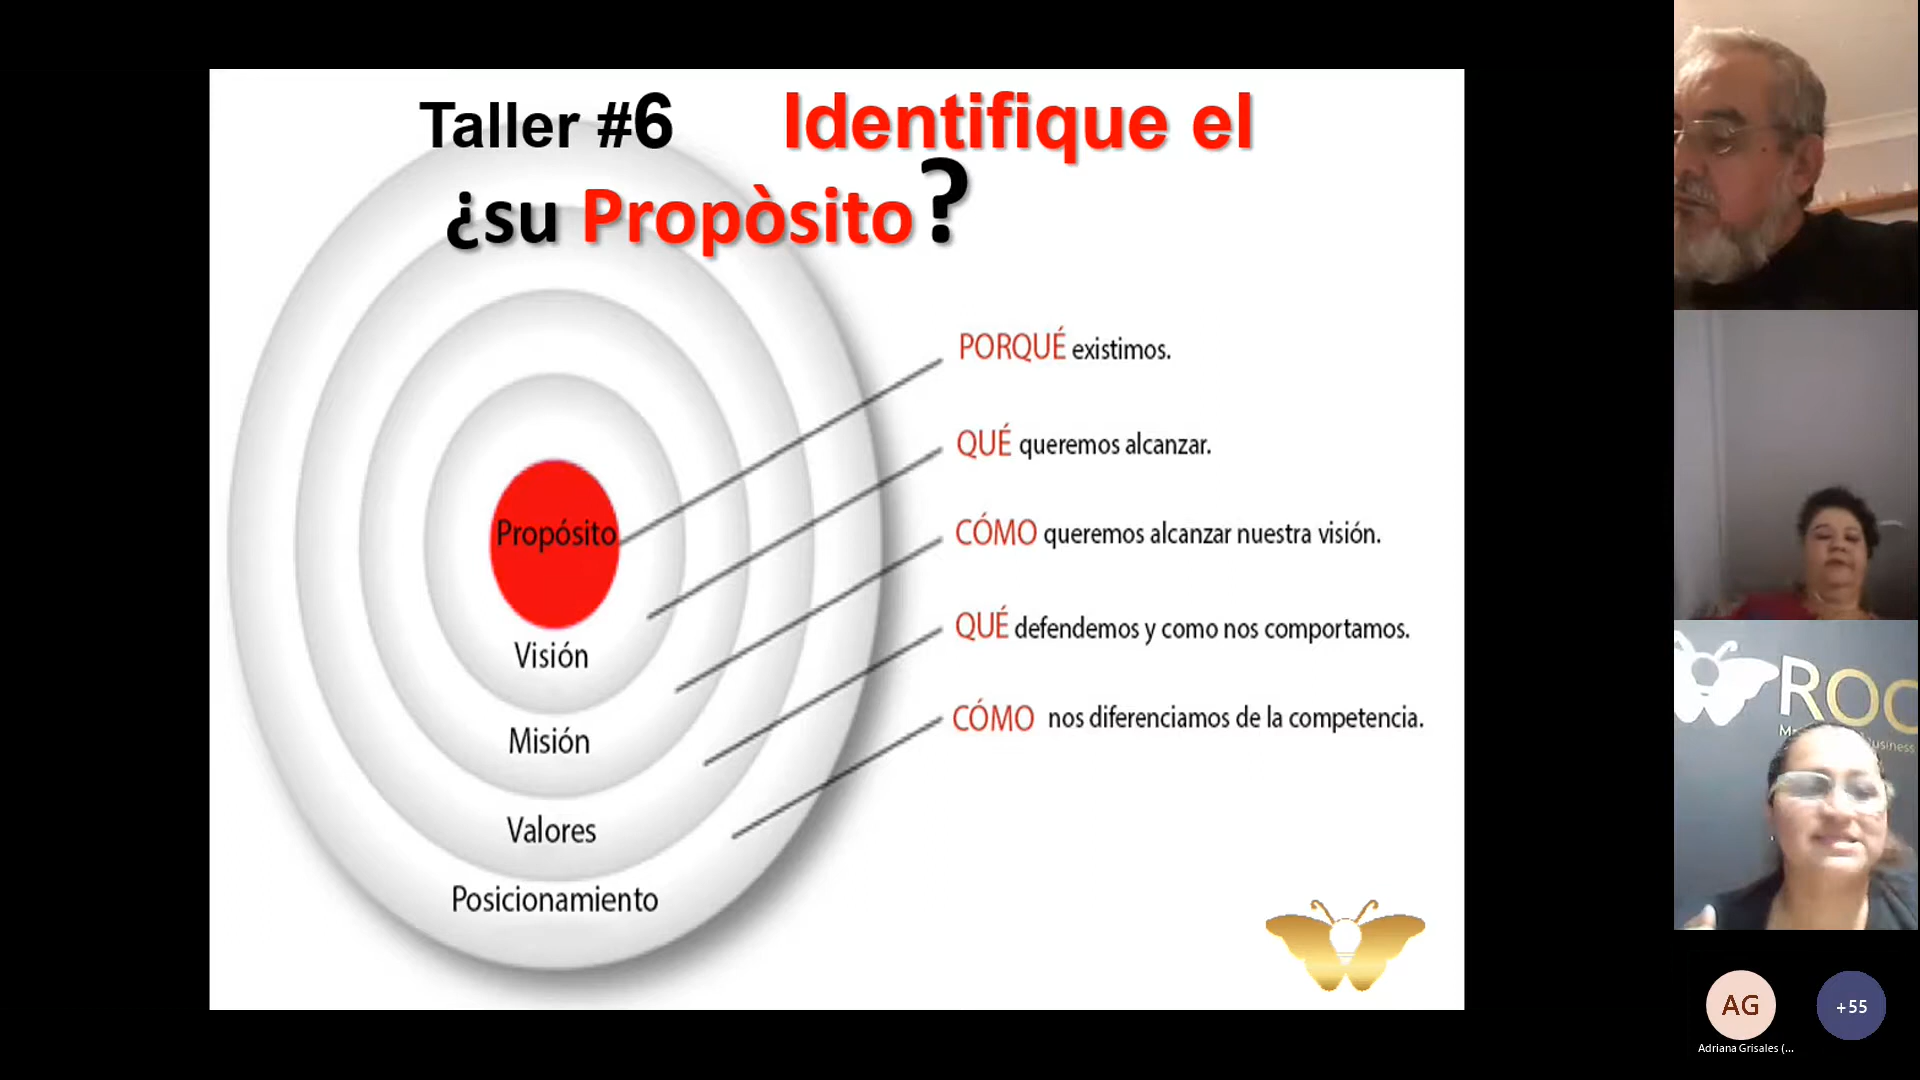 Taller #6 Identifique el
¿su Propòsito?
PORQUÉ existimos.
QUÉ queremos alcanzar.
CÓMO queremos alcanzar nuestra visión.
QUÉ defendemos y como nos comportamos.
CÓMO nos diferenciamos de la competencia.
Propósito
Visión
Misión
Valores
Posicionamiento
ROC
AG
+55
Adriana Grisales (...